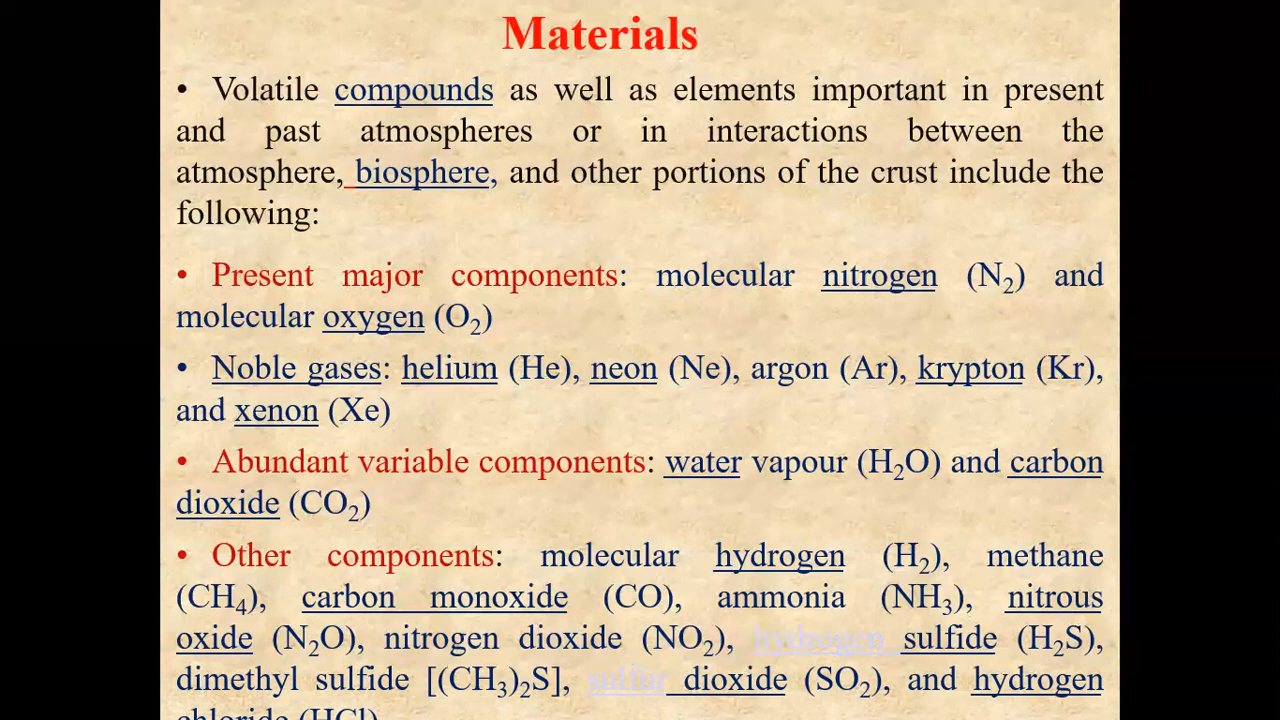 Materials
• Volatile compounds as well as elements important in present
and past atmospheres or in interactions between the
atmosphere, biosphere, and other portions of the crust include the
following:
• Present major components: molecular nitrogen (N₂) and
molecular oxygen (O₂)
• Noble gases: helium (He), neon (Ne), argon (Ar), krypton (Kr),
and xenon (Xe)
• Abundant variable components: water vapour (H₂O) and carbon
dioxide (CO₂)
• Other components: molecular hydrogen (H₂), methane
(CH₄), carbon monoxide (CO), ammonia (NH₃), nitrous
oxide (N₂O), nitrogen dioxide (NO₂), hydrogen sulfide (H₂S),
dimethyl sulfide [(CH₃)₂S], sulfur dioxide (SO₂), and hydrogen
chloride (HCl)